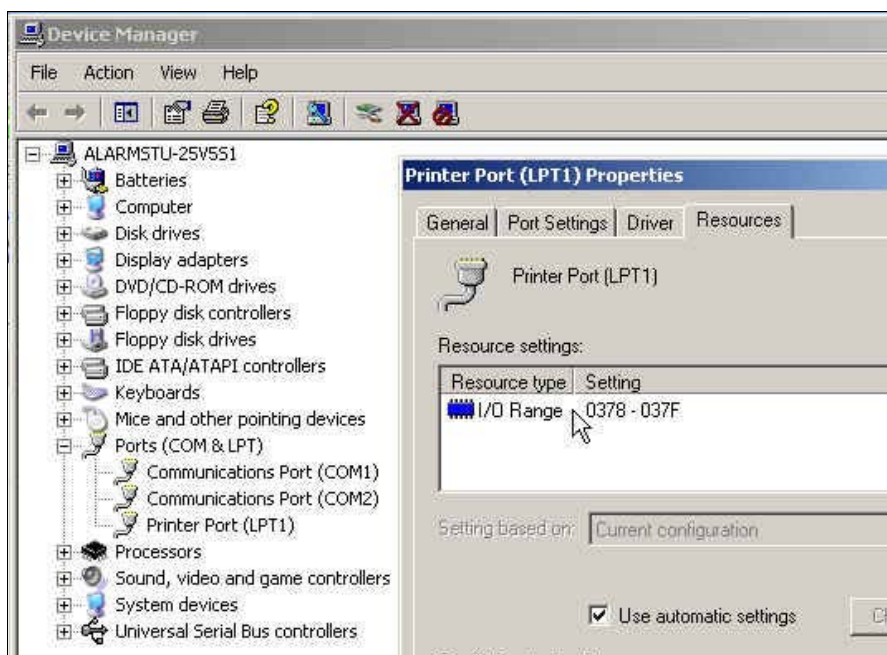 Device Manager
File Action View Help
ALARMSTU-25V5S1
Batteries
Computer
Disk drives
Display adapters
DVD/CD-ROM drives
Floppy disk controllers
Floppy disk drives
IDE ATA/ATAPI controllers
Keyboards
Mice and other pointing devices
Ports (COM & LPT)
Communications Port (COM1)
Communications Port (COM2)
Printer Port (LPT1)
Processors
Sound, video and game controllers
System devices
Universal Serial Bus controllers
Printer Port (LPT1) Properties
General Port Settings Driver Resources
Printer Port (LPT1)
Resource settings:
Resource type Setting
I/O Range 0378 - 037F
Setting based on: Current configuration
Use automatic settings